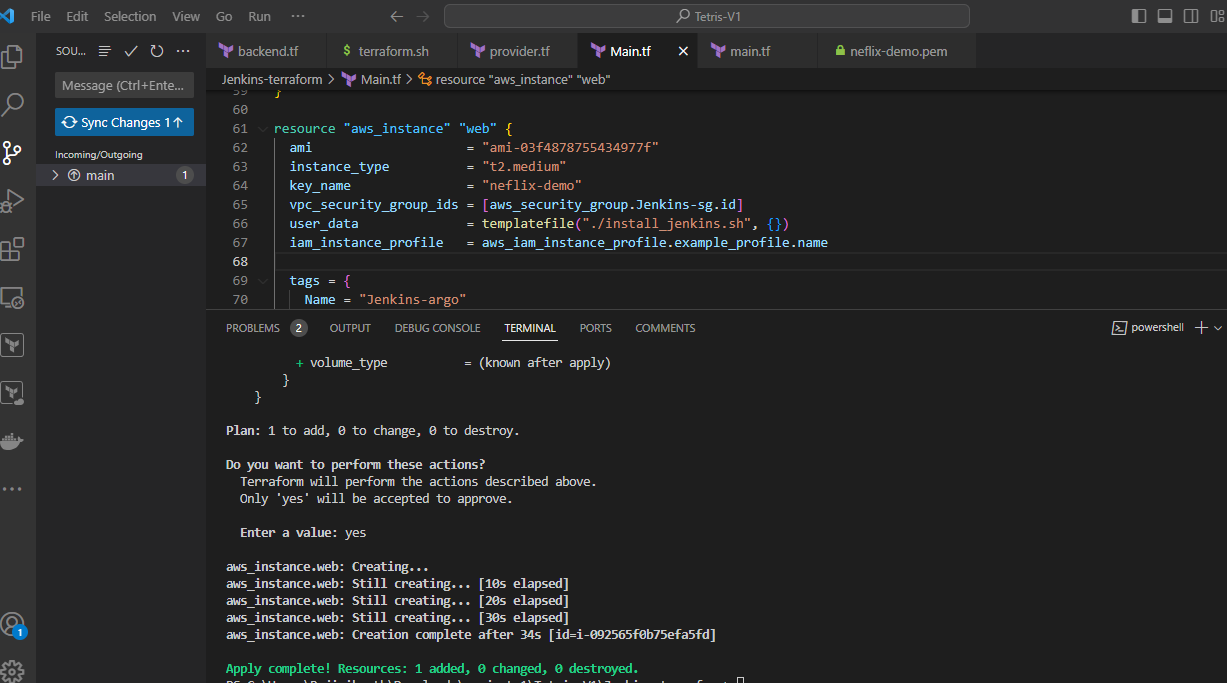 File Edit Selection View Go Run ··· Tetris-V1
SOU... ···
backend.tf $ terraform.sh provider.tf Main.tf main.tf neflix-demo.pem
Message (Ctrl+Ente...
Jenkins-terraform > Main.tf > resource "aws_instance" "web"
Sync Changes 1↑
Incoming/Outgoing
main 1
59 }
60
61 resource "aws_instance" "web" {
62 ami = "ami-03f4878755434977f"
63 instance_type = "t2.medium"
64 key_name = "neflix-demo"
65 vpc_security_group_ids = [aws_security_group.Jenkins-sg.id]
66 user_data = templatefile("./install_jenkins.sh", {})
67 iam_instance_profile = aws_iam_instance_profile.example_profile.name
68
69 tags = {
70 Name = "Jenkins-argo"
PROBLEMS 2 OUTPUT DEBUG CONSOLE TERMINAL PORTS COMMENTS powershell
+ volume_type = (known after apply)
}
}
Plan: 1 to add, 0 to change, 0 to destroy.
Do you want to perform these actions?
Terraform will perform the actions described above.
Only 'yes' will be accepted to approve.
Enter a value: yes
aws_instance.web: Creating...
aws_instance.web: Still creating... [10s elapsed]
aws_instance.web: Still creating... [20s elapsed]
aws_instance.web: Still creating... [30s elapsed]
aws_instance.web: Creation complete after 34s [id=i-092565f0b75efa5fd]
Apply complete! Resources: 1 added, 0 changed, 0 destroyed.
1